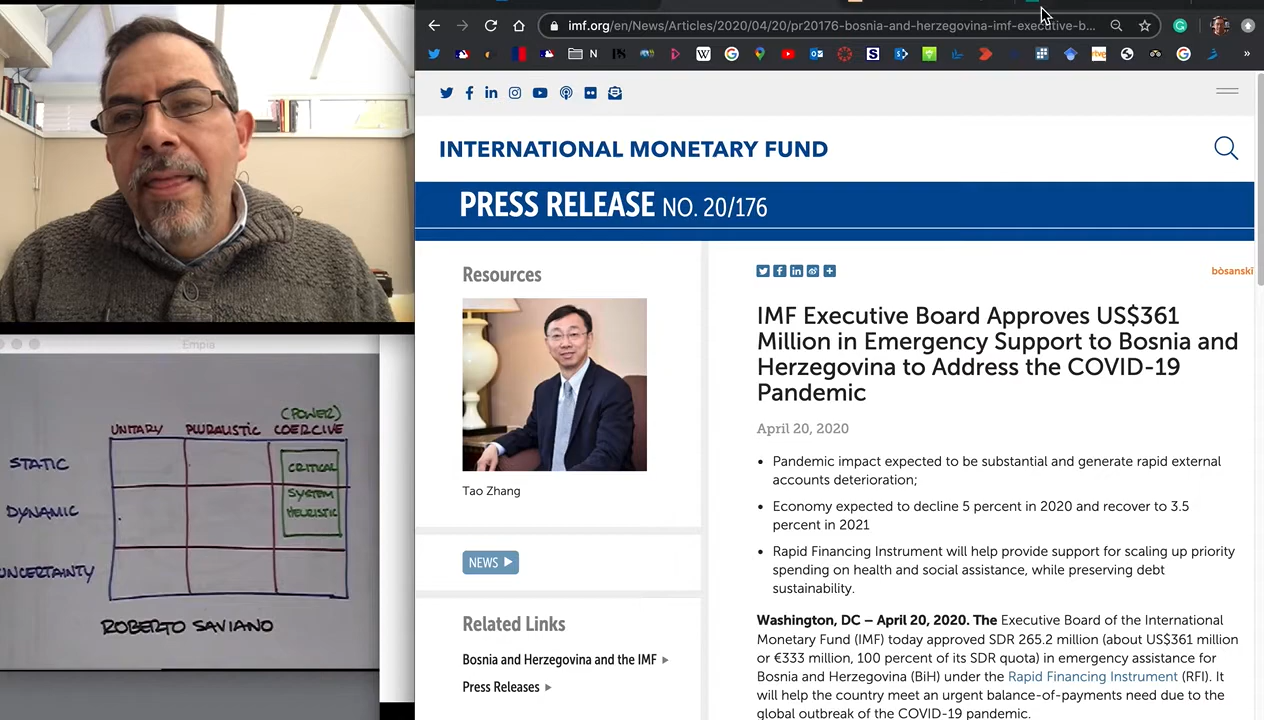 imf.org/en/News/Articles/2020/04/20/pr20176-bosnia-and-herzegovina-imf-executive-b...
N
INTERNATIONAL MONETARY FUND
PRESS RELEASE NO. 20/176
Resources
Tao Zhang
NEWS
Related Links
Bosnia and Herzegovina and the IMF
Press Releases
bòsanskì
IMF Executive Board Approves US$361
Million in Emergency Support to Bosnia and
Herzegovina to Address the COVID-19
Pandemic
April 20, 2020
Pandemic impact expected to be substantial and generate rapid external
accounts deterioration;
Economy expected to decline 5 percent in 2020 and recover to 3.5
percent in 2021
Rapid Financing Instrument will help provide support for scaling up priority
spending on health and social assistance, while preserving debt
sustainability.
Washington, DC – April 20, 2020. The Executive Board of the International
Monetary Fund (IMF) today approved SDR 265.2 million (about US$361 million
or €333 million, 100 percent of its SDR quota) in emergency assistance for
Bosnia and Herzegovina (BiH) under the Rapid Financing Instrument (RFI). It
will help the country meet an urgent balance-of-payments need due to the
global outbreak of the COVID-19 pandemic.
Empia
(POWER)
UNITARY PLURALISTIC COERCIVE
STATIC
CRITICAL
SYSTEM
DYNAMIC
HEURISTIC
UNCERTAINTY
ROBERTO SAVIANO